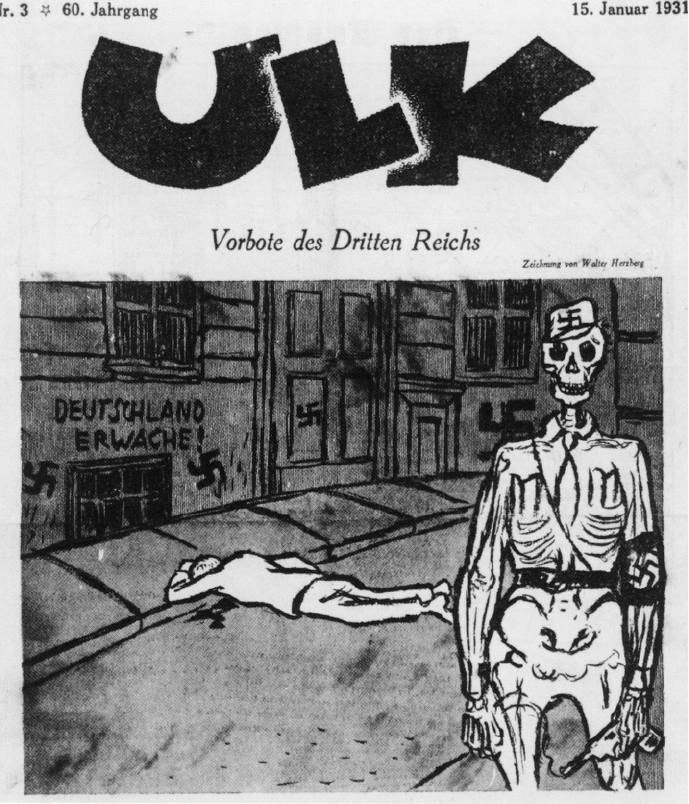 Nr. 3 ☆ 60. Jahrgang
15. Januar 1931
ULK
Vorbote des Dritten Reichs
Zeichnung von Walter Herzberg
DEUTSCHLAND
ERWACHE!